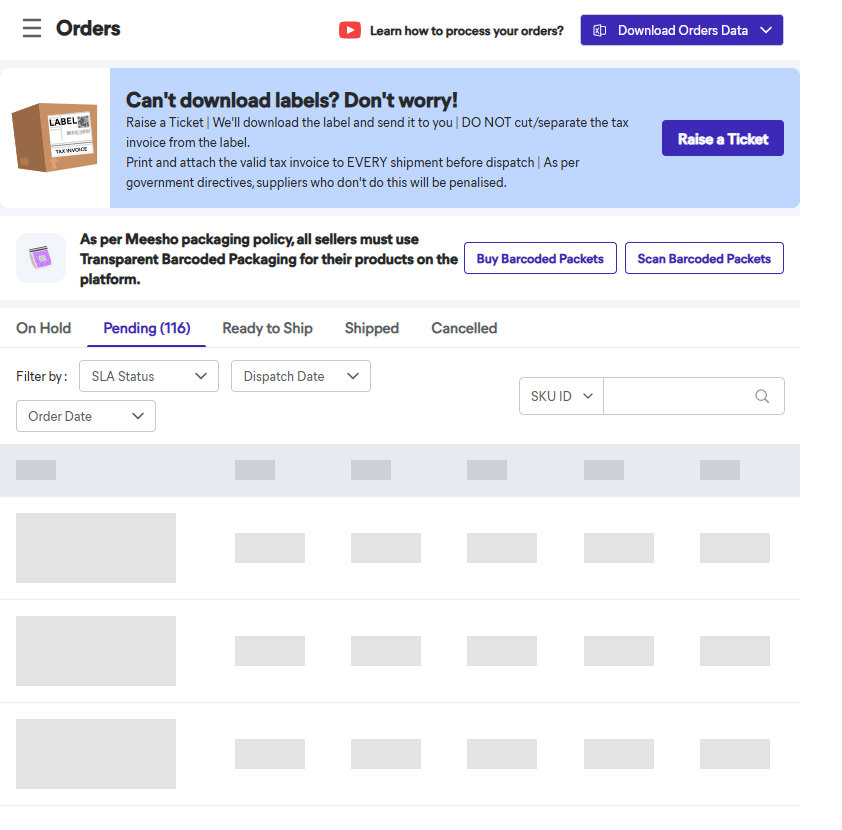 Orders
Learn how to process your orders?
Download Orders Data
Can't download labels? Don't worry!
Raise a Ticket | We'll download the label and send it to you | DO NOT cut/separate the tax
invoice from the label.
Print and attach the valid tax invoice to EVERY shipment before dispatch | As per
government directives, suppliers who don't do this will be penalised.
Raise a Ticket
LABEL
TAX INVOICE
As per Meesho packaging policy, all sellers must use
Transparent Barcoded Packaging for their products on the
platform.
Buy Barcoded Packets
Scan Barcoded Packets
On Hold
Pending (116)
Ready to Ship
Shipped
Cancelled
Filter by :
SLA Status
Dispatch Date
Order Date
SKU ID